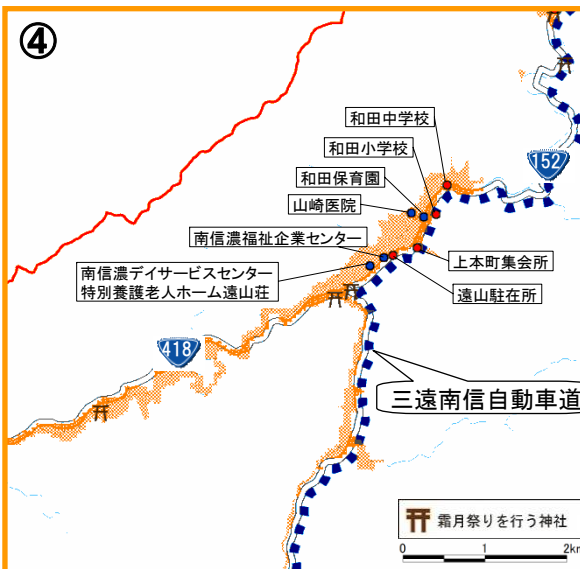 ④
和田中学校
和田小学校
152
和田保育園
山崎医院
南信濃福祉企業センター
上本町集会所
南信濃デイサービスセンター
特別養護老人ホーム遠山荘
遠山駐在所
418
三遠南信自動車道
霜月祭りを行う神社
0 1 2km